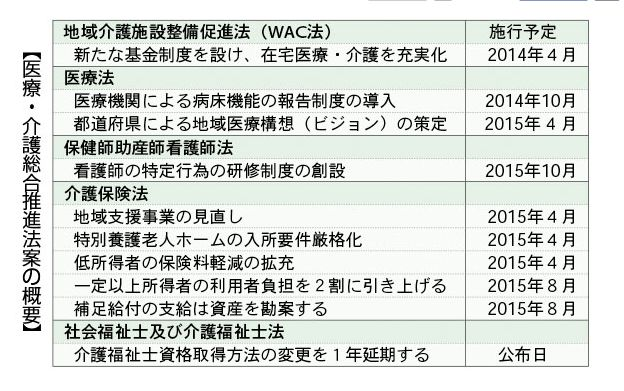 【医療・介護総合推進法案の概要】
地域介護施設整備促進法（WAC法） 施行予定
新たな基金制度を設け、在宅医療・介護を充実化 2014年４月
医療法
医療機関による病床機能の報告制度の導入 2014年10月
都道府県による地域医療構想（ビジョン）の策定 2015年４月
保健師助産師看護師法
看護師の特定行為の研修制度の創設 2015年10月
介護保険法
地域支援事業の見直し 2015年４月
特別養護老人ホームの入所要件厳格化 2015年４月
低所得者の保険料軽減の拡充 2015年４月
一定以上所得者の利用者負担を２割に引き上げる 2015年８月
補足給付の支給は資産を勘案する 2015年８月
社会福祉士及び介護福祉士法
介護福祉士資格取得方法の変更を１年延期する 公布日